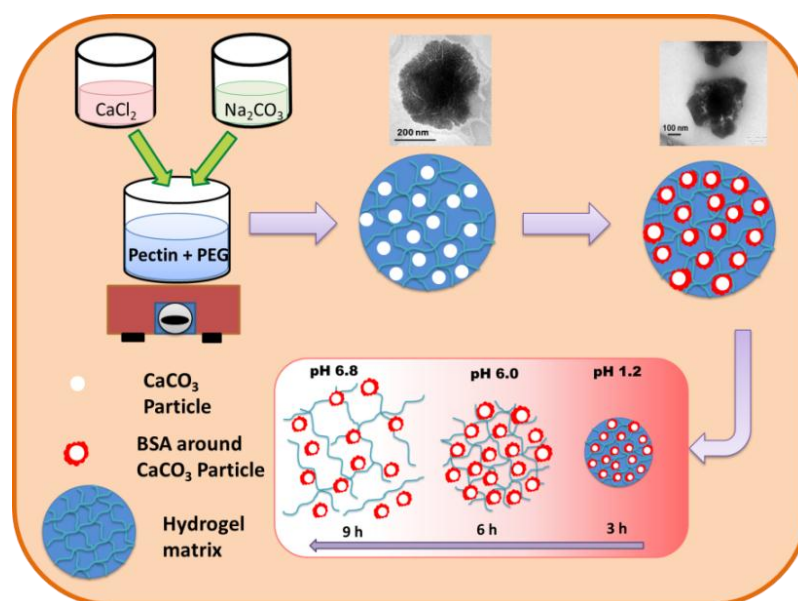 CaCl₂
Na₂CO₃
Pectin + PEG
200 nm
100 nm
CaCO₃
Particle
BSA around
CaCO₃ Particle
Hydrogel
matrix
pH 6.8
pH 6.0
pH 1.2
9 h
6 h
3 h